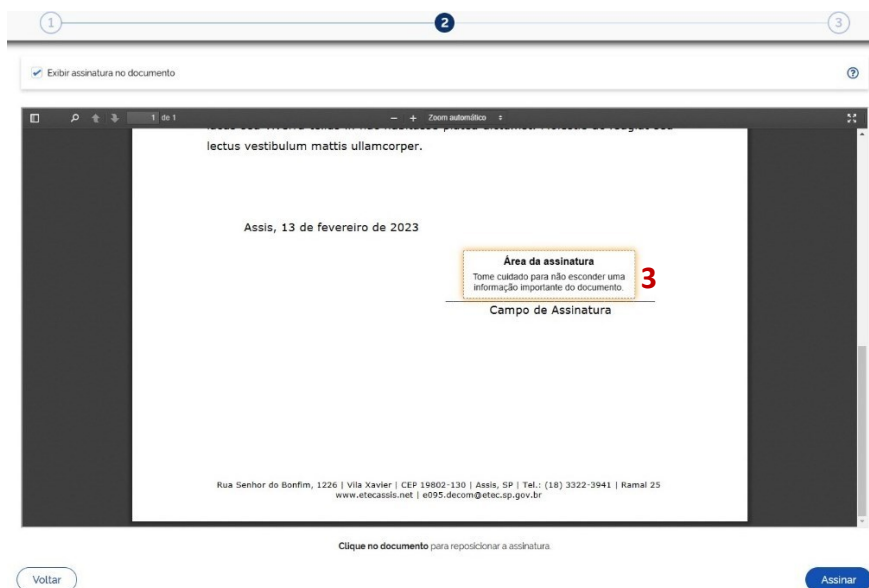 1
2
3
Exibir assinatura no documento
1 de 1
Zoom automático
lectus vestibulum mattis ullamcorper.
Assis, 13 de fevereiro de 2023
Área da assinatura
Tome cuidado para não esconder uma
informação importante do documento.
3
Campo de Assinatura
Rua Senhor do Bonfim, 1226 | Vila Xavier | CEP 19802-130 | Assis, SP | Tel.: (18) 3322-3941 | Ramal 25
www.etecassis.net | e095.decom@etec.sp.gov.br
Clique no documento para reposicionar a assinatura
Voltar
Assinar